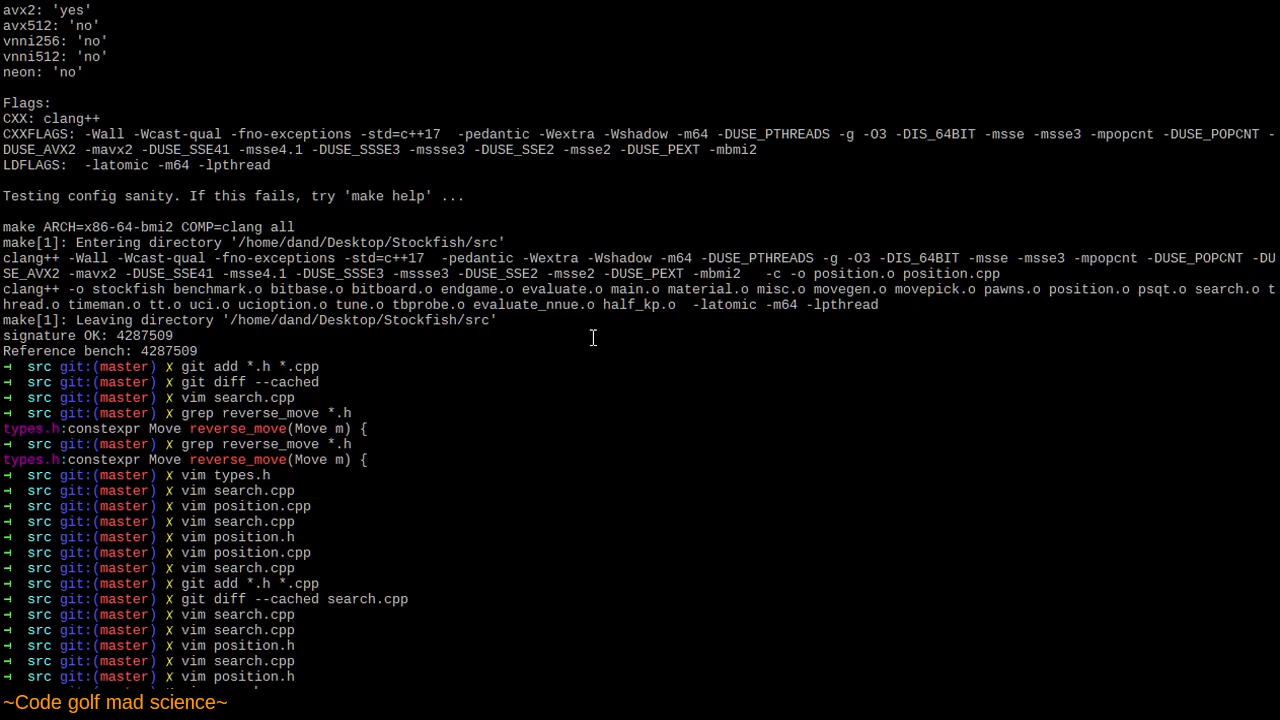 avx2: 'yes'
avx512: 'no'
vnni256: 'no'
vnni512: 'no'
neon: 'no'
Flags:
CXX: clang++
CXXFLAGS: -Wall -Wcast-qual -fno-exceptions -std=c++17  -pedantic -Wextra -Wshadow -m64 -DUSE_PTHREADS -g -O3 -DIS_64BIT -msse -msse3 -mpopcnt -DUSE_POPCNT -
DUSE_AVX2 -mavx2 -DUSE_SSE41 -msse4.1 -DUSE_SSSE3 -mssse3 -DUSE_SSE2 -msse2 -DUSE_PEXT -mbmi2
LDFLAGS:  -latomic -m64 -lpthread
Testing config sanity. If this fails, try 'make help' ...
make ARCH=x86-64-bmi2 COMP=clang all
make[1]: Entering directory '/home/dand/Desktop/Stockfish/src'
clang++ -Wall -Wcast-qual -fno-exceptions -std=c++17  -pedantic -Wextra -Wshadow -m64 -DUSE_PTHREADS -g -O3 -DIS_64BIT -msse -msse3 -mpopcnt -DUSE_POPCNT -DU
SE_AVX2 -mavx2 -DUSE_SSE41 -msse4.1 -DUSE_SSSE3 -mssse3 -DUSE_SSE2 -msse2 -DUSE_PEXT -mbmi2   -c -o position.o position.cpp
clang++ -o stockfish benchmark.o bitbase.o bitboard.o endgame.o evaluate.o main.o material.o misc.o movegen.o movepick.o pawns.o position.o psqt.o search.o t
hread.o timeman.o tt.o uci.o ucioption.o tune.o tbprobe.o evaluate_nnue.o half_kp.o  -latomic -m64 -lpthread
make[1]: Leaving directory '/home/dand/Desktop/Stockfish/src'
signature OK: 4287509
Reference bench: 4287509
→  src git:(master) ✗ git add *.h *.cpp
→  src git:(master) ✗ git diff --cached
→  src git:(master) ✗ vim search.cpp
→  src git:(master) ✗ grep reverse_move *.h
types.h:constexpr Move reverse_move(Move m) {
→  src git:(master) ✗ grep reverse_move *.h
types.h:constexpr Move reverse_move(Move m) {
→  src git:(master) ✗ vim types.h
→  src git:(master) ✗ vim search.cpp
→  src git:(master) ✗ vim position.cpp
→  src git:(master) ✗ vim search.cpp
→  src git:(master) ✗ vim position.h
→  src git:(master) ✗ vim position.cpp
→  src git:(master) ✗ vim search.cpp
→  src git:(master) ✗ git add *.h *.cpp
→  src git:(master) ✗ git diff --cached search.cpp
→  src git:(master) ✗ vim search.cpp
→  src git:(master) ✗ vim search.cpp
→  src git:(master) ✗ vim position.h
→  src git:(master) ✗ vim search.cpp
→  src git:(master) ✗ vim position.h
~Code golf mad science~